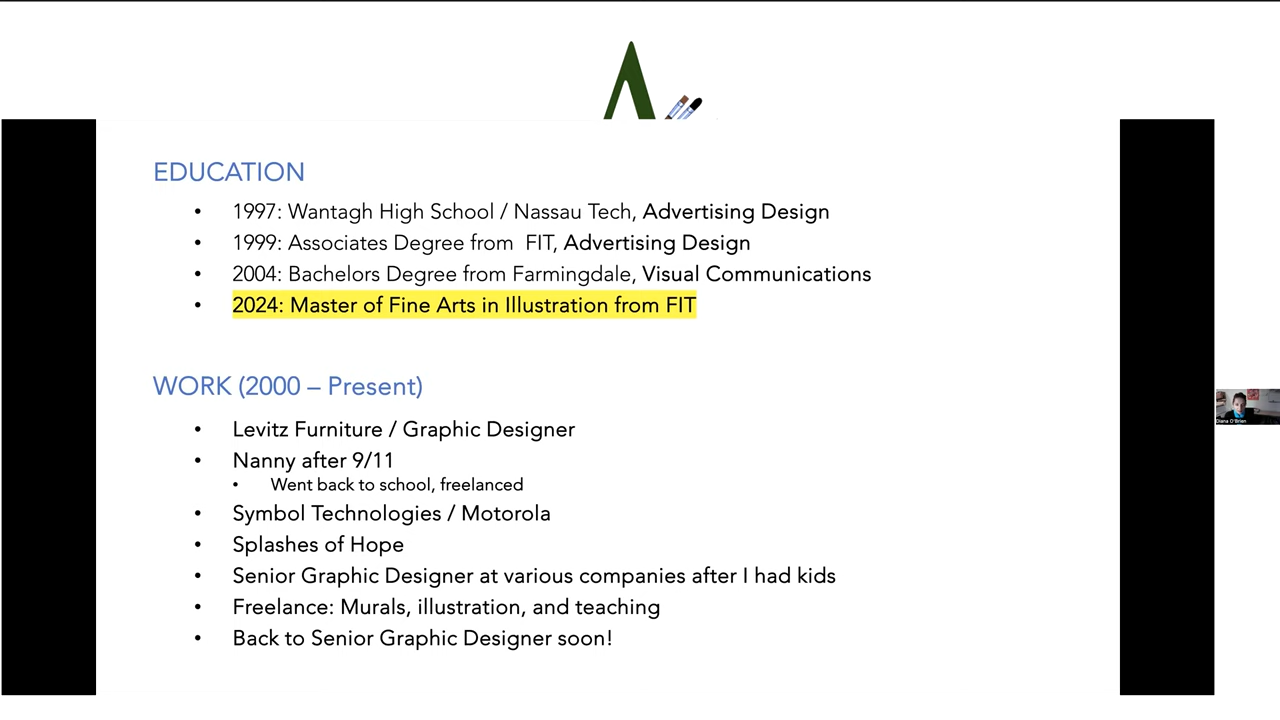 EDUCATION
• 1997: Wantagh High School / Nassau Tech, Advertising Design
• 1999: Associates Degree from FIT, Advertising Design
• 2004: Bachelors Degree from Farmingdale, Visual Communications
• 2024: Master of Fine Arts in Illustration from FIT
WORK (2000 – Present)
• Levitz Furniture / Graphic Designer
• Nanny after 9/11
• Went back to school, freelanced
• Symbol Technologies / Motorola
• Splashes of Hope
• Senior Graphic Designer at various companies after I had kids
• Freelance: Murals, illustration, and teaching
• Back to Senior Graphic Designer soon!
Diana O'Brien